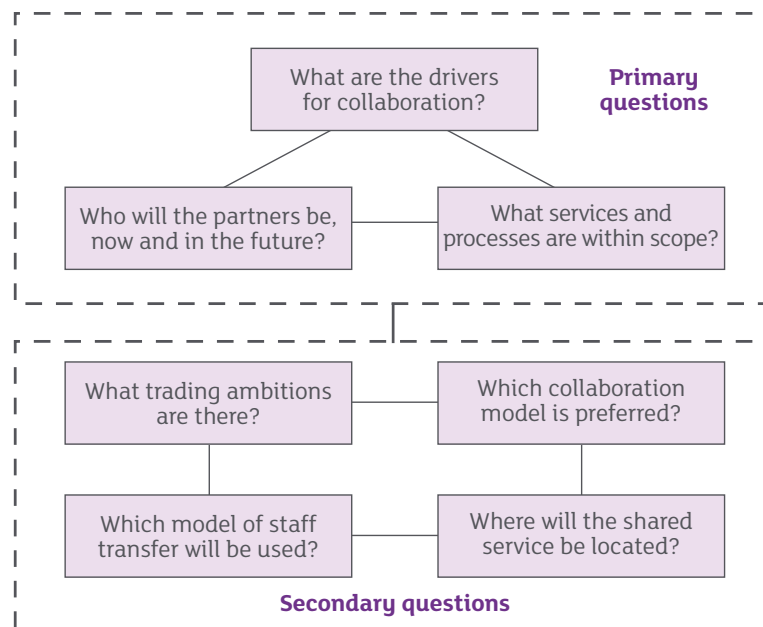 What are the drivers
for collaboration?
Primary
questions
Who will the partners be,
now and in the future?
What services and
processes are within scope?
What trading ambitions
are there?
Which collaboration
model is preferred?
Which model of staff
transfer will be used?
Where will the shared
service be located?
Secondary questions